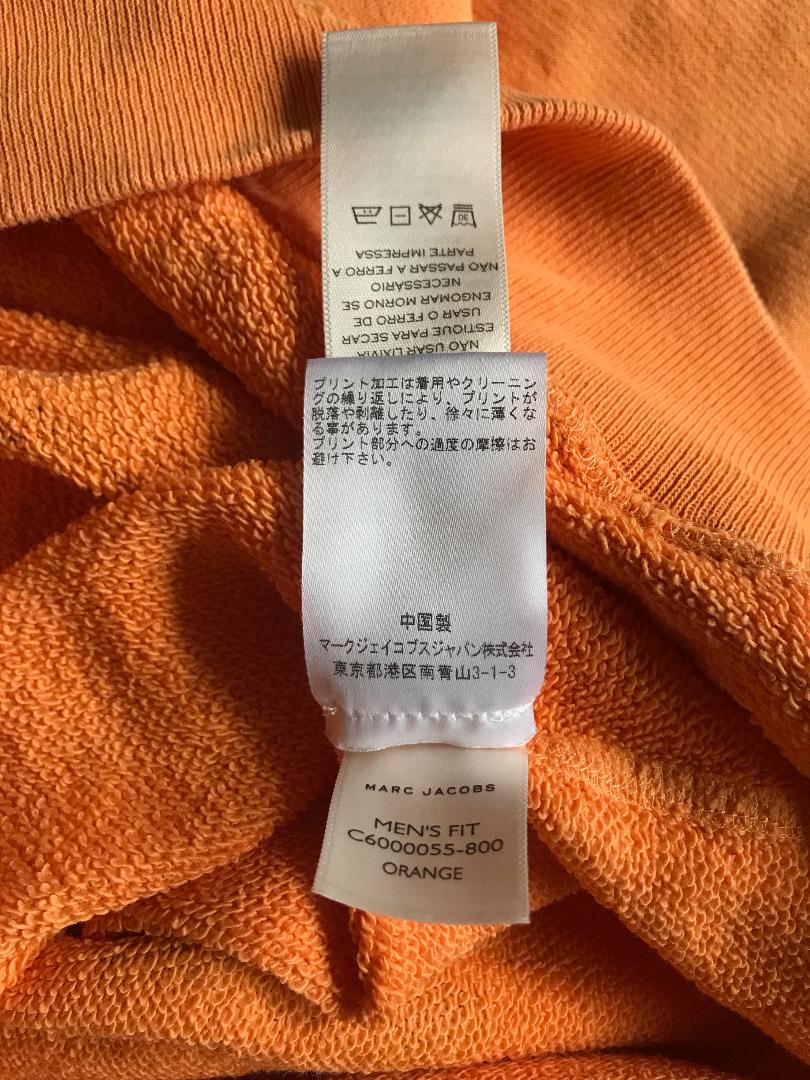 DE
NÃO USAR LIXIVIA
ESTIQUE PARA SECAR
USAR O FERRO DE
ENGOMAR MORNO SE
NECESSARIO
NÃO PASSAR A FERRO A
PARTE IMPRESSA
プリント加工は着用やクリーニン
グの繰り返しにより、プリントが
脱落や剥離したり、徐々に薄くな
る事があります。
プリント部分への過度の摩擦はお
避け下さい。
中国製
マークジェイコブスジャパン株式会社
東京都港区南青山3-1-3
MARC JACOBS
MEN'S FIT
C6000055-800
ORANGE